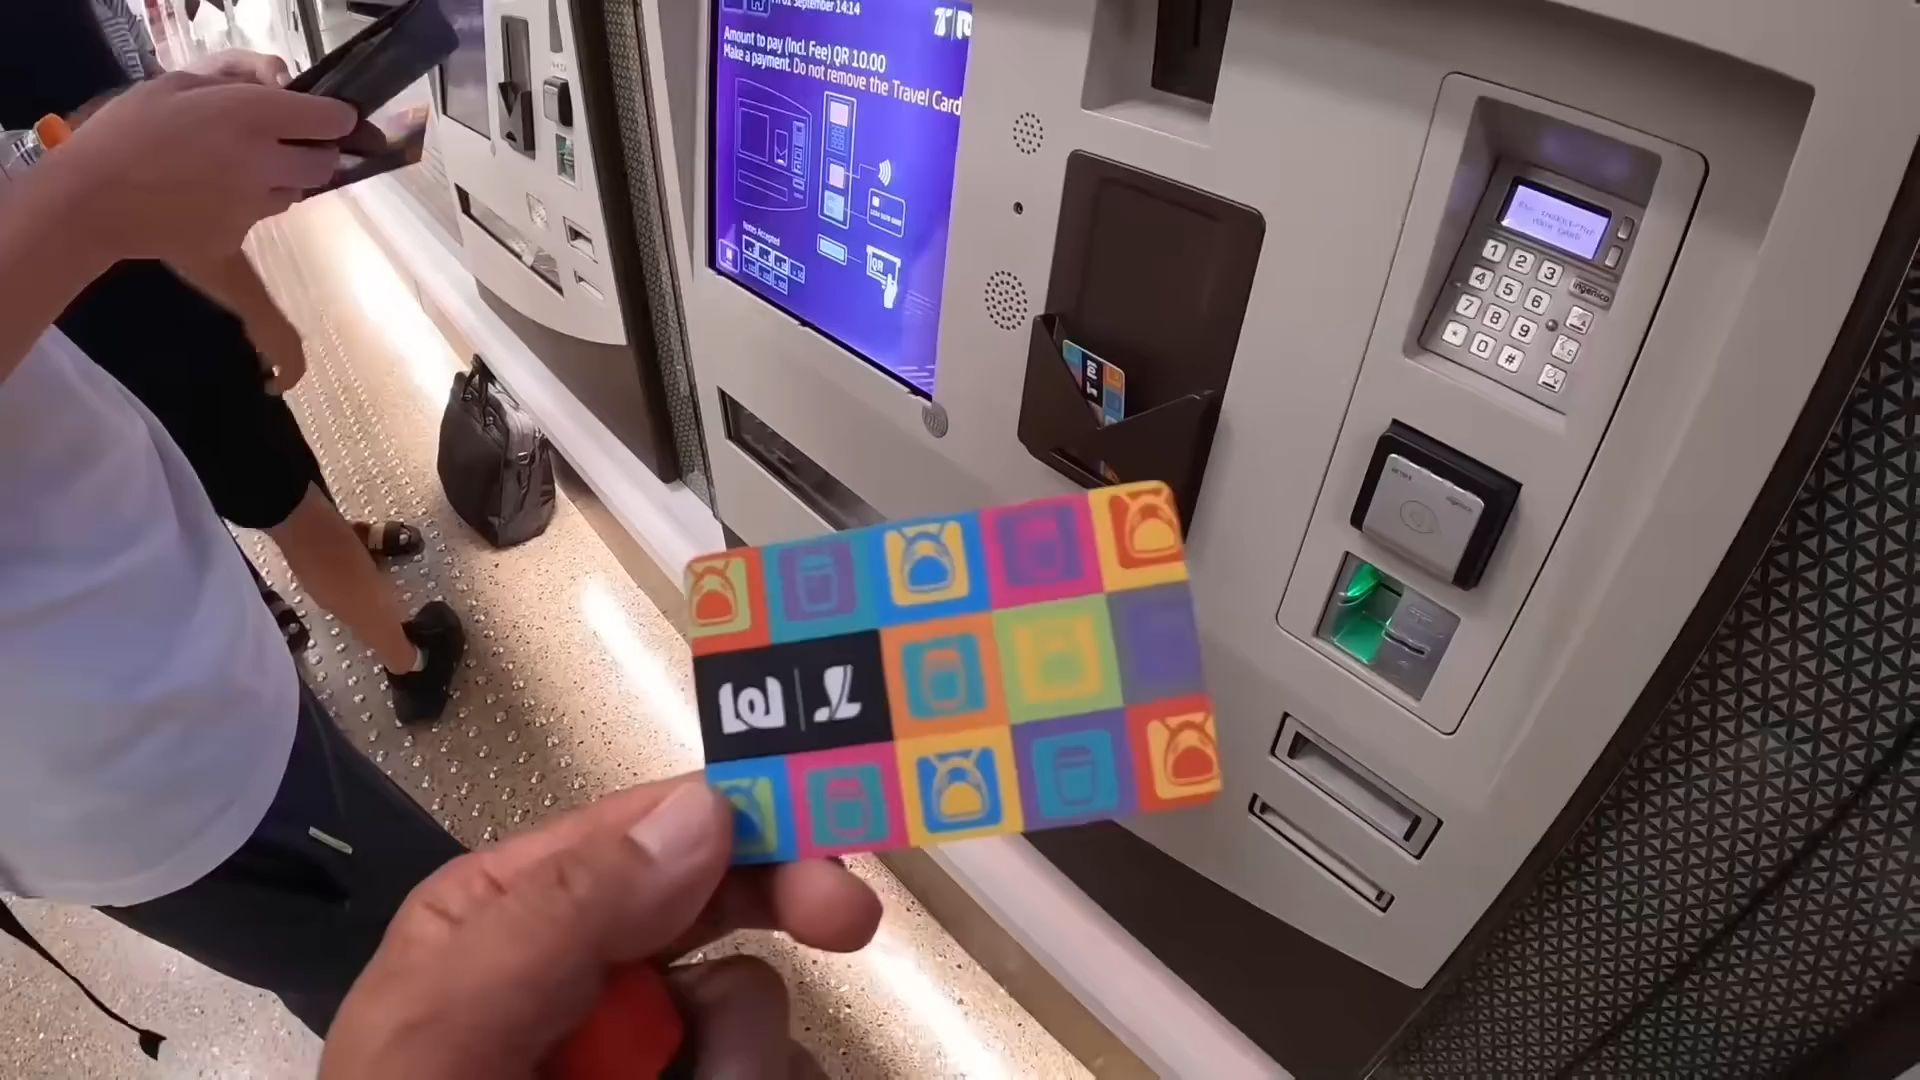 September 14:14
Amount to pay (Incl. Fee) QR 10.00
Make a payment. Do not remove the Travel Card
Notes Accepted
QR
1 2 3
4 5 6
7 8 9
* 0 #
ingenico